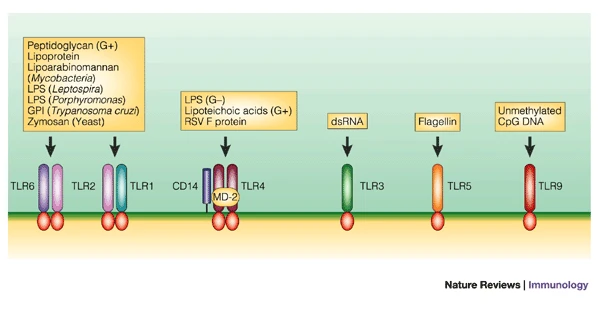 Peptidoglycan (G+)
Lipoprotein
Lipoarabinomannan
(Mycobacteria)
LPS (Leptospira)
LPS (Porphyromonas)
GPI (Trypanosoma cruzi)
Zymosan (Yeast)
LPS (G–)
Lipoteichoic acids (G+)
RSV F protein
dsRNA
Flagellin
Unmethylated
CpG DNA
TLR6
TLR2
TLR1
CD14
MD-2
TLR4
TLR3
TLR5
TLR9
Nature Reviews | Immunology